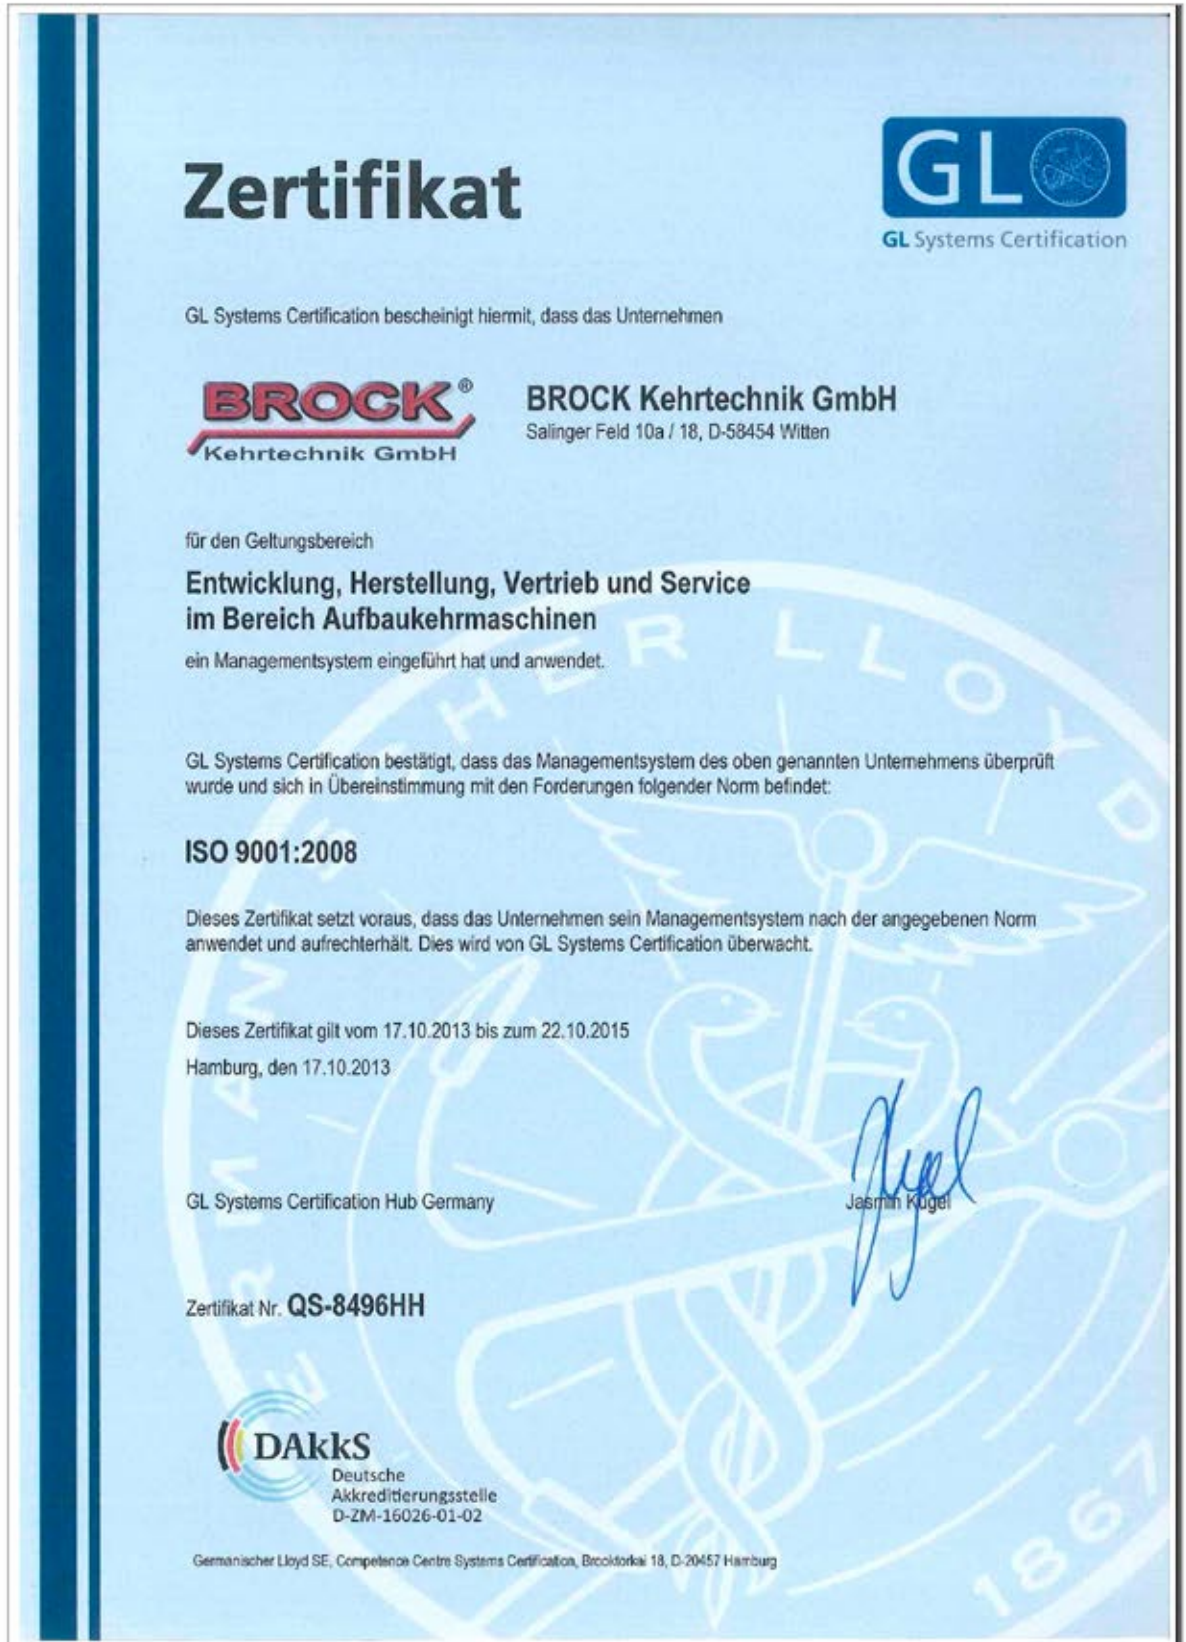 Zertifikat
GL
GL Systems Certification
GL Systems Certification bescheinigt hiermit, dass das Unternehmen
BROCK®
Kehrtechnik GmbH
BROCK Kehrtechnik GmbH
Salinger Feld 10a / 18, D-58454 Witten
für den Geltungsbereich
Entwicklung, Herstellung, Vertrieb und Service
im Bereich Aufbaukehrmaschinen
ein Managementsystem eingeführt hat und anwendet.
GL Systems Certification bestätigt, dass das Managementsystem des oben genannten Unternehmens überprüft
wurde und sich in Übereinstimmung mit den Forderungen folgender Norm befindet:
ISO 9001:2008
Dieses Zertifikat setzt voraus, dass das Unternehmen sein Managementsystem nach der angegebenen Norm
anwendet und aufrechterhält. Dies wird von GL Systems Certification überwacht.
Dieses Zertifikat gilt vom 17.10.2013 bis zum 22.10.2015
Hamburg, den 17.10.2013
GL Systems Certification Hub Germany
Jasmin Kugel
Zertifikat Nr. QS-8496HH
DAkkS
Deutsche
Akkreditierungsstelle
D-ZM-16026-01-02
Germanischer Lloyd SE, Competence Centre Systems Certification, Brooktorkai 18, D-20457 Hamburg
GERMANISCHER LLOYD
1867